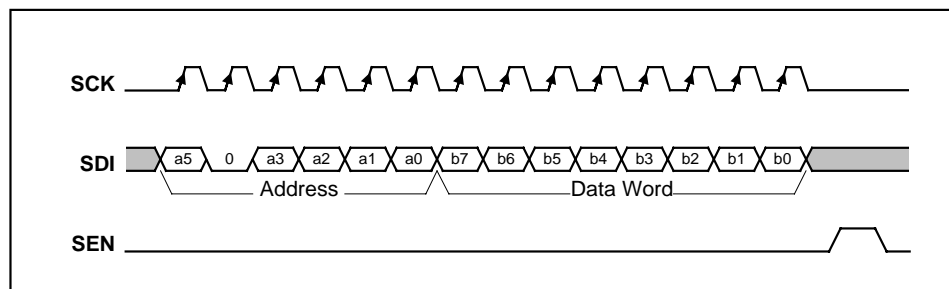 SCK
SDI a5 0 a3 a2 a1 a0 b7 b6 b5 b4 b3 b2 b1 b0
Address Data Word
SEN